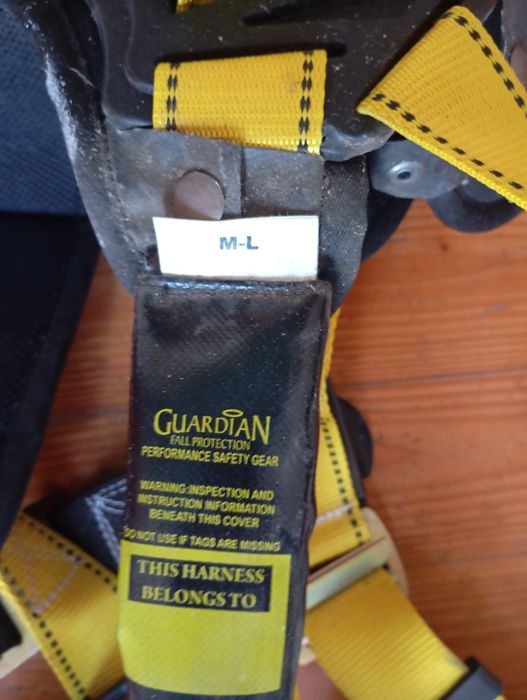 M-L
GUARDIAN
FALL PROTECTION
PERFORMANCE SAFETY GEAR
WARNING:INSPECTION AND
INSTRUCTION INFORMATION
BENEATH THIS COVER
DO NOT USE IF TAGS ARE MISSING
THIS HARNESS
BELONGS TO